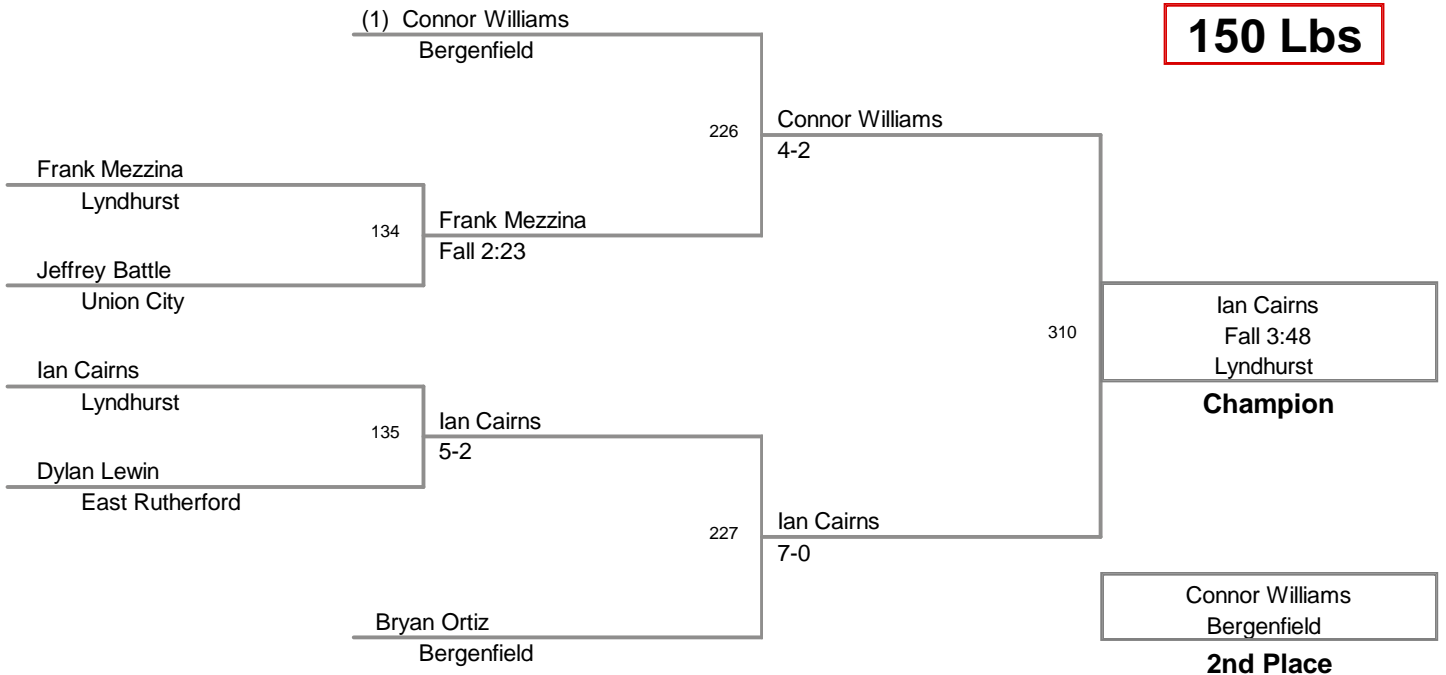 (1) Connor Williams
Bergenfield
150 Lbs
226
Connor Williams
4-2
Frank Mezzina
Lyndhurst
134
Frank Mezzina
Fall 2:23
Jeffrey Battle
Union City
310
Ian Cairns
Fall 3:48
Lyndhurst
Champion
Ian Cairns
Lyndhurst
135
Ian Cairns
5-2
Dylan Lewin
East Rutherford
227
Ian Cairns
7-0
Bryan Ortiz
Bergenfield
Connor Williams
Bergenfield
2nd Place